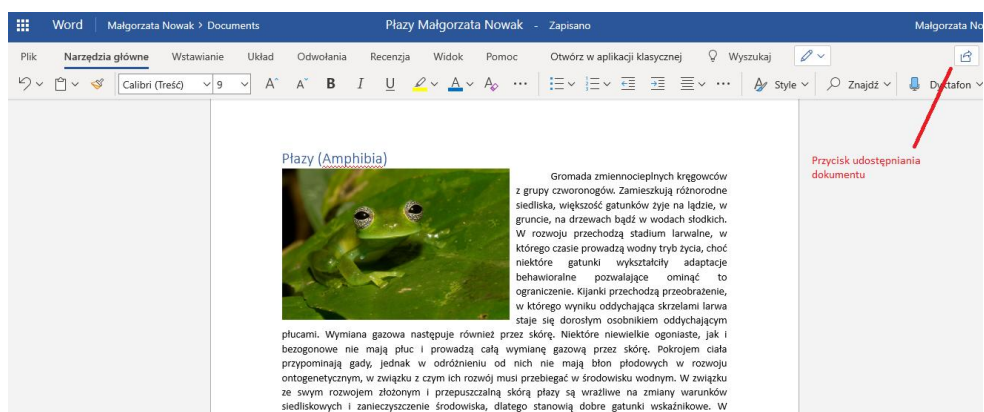 Word Małgorzata Nowak > Documents Płazy Małgorzata Nowak - Zapisano Małgorzata No
Plik Narzędzia główne Wstawianie Układ Odwołania Recenzja Widok Pomoc Otwórz w aplikacji klasycznej Wyszukaj
Calibri (Treść) 9 A A B I U A A ... ... Style Znajdź Dyktafon
Przycisk udostępniania
dokumentu
Płazy (Amphibia)
Gromada zmiennocieplnych kręgowców
z grupy czworonogów. Zamieszkują różnorodne
siedliska, większość gatunków żyje na lądzie, w
gruncie, na drzewach bądź w wodach słodkich.
W rozwoju przechodzą stadium larwalne, w
którego czasie prowadzą wodny tryb życia, choć
niektóre gatunki wykształciły adaptacje
behawioralne pozwalające ominąć to
ograniczenie. Kijanki przechodzą przeobrażenie,
w którego wyniku oddychająca skrzelami larwa
staje się dorosłym osobnikiem oddychającym
płucami. Wymiana gazowa następuje również przez skórę. Niektóre niewielkie ogoniaste, jak i
bezogonowe nie mają płuc i prowadzą całą wymianę gazową przez skórę. Pokrojem ciała
przypominają gady, jednak w odróżnieniu od nich nie mają błon płodowych w rozwoju
ontogenetycznym, w związku z czym ich rozwój musi przebiegać w środowisku wodnym. W związku
ze swym rozwojem złożonym i przepuszczalną skórą płazy są wrażliwe na zmiany warunków
siedliskowych i zanieczyszczenie środowiska, dlatego stanowią dobre gatunki wskaźnikowe. W